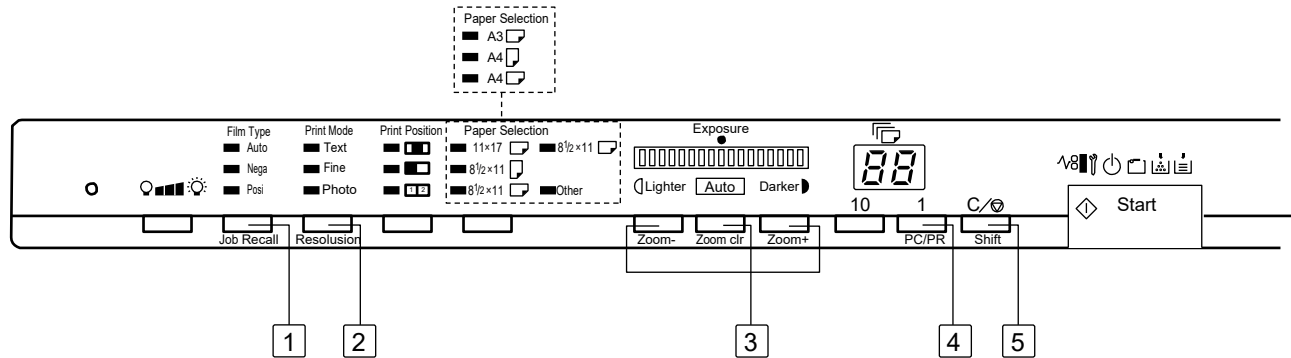 Paper Selection
A3
A4
A4
Film Type
Auto
Nega
Posi
Print Mode
Text
Fine
Photo
Print Position
1 2
Paper Selection
11×17
8½×11
8½×11
8½×11
Other
Exposure
Lighter
Auto
Darker
88
10
1
C/
Start
Job Recall
Resolusion
Zoom-
Zoom clr
Zoom+
PC/PR
Shift
1
2
3
4
5